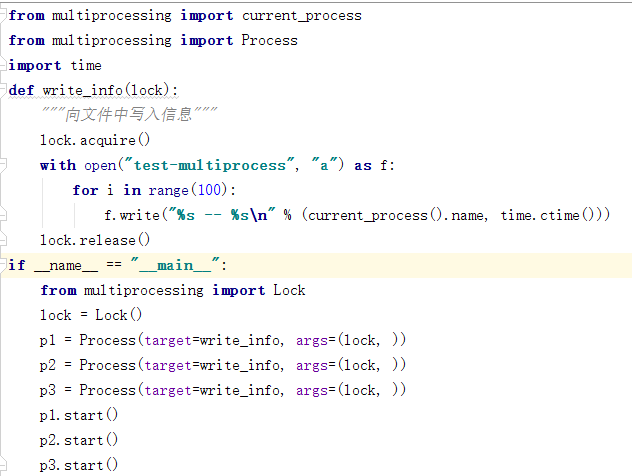 from multiprocessing import current_process
from multiprocessing import Process
import time
def write_info(lock):
    """向文件中写入信息"""
    lock.acquire()
    with open("test-multiprocess", "a") as f:
        for i in range(100):
            f.write("%s -- %s\n" % (current_process().name, time.ctime()))
    lock.release()
if __name__ == "__main__":
    from multiprocessing import Lock
    lock = Lock()
    p1 = Process(target=write_info, args=(lock, ))
    p2 = Process(target=write_info, args=(lock, ))
    p3 = Process(target=write_info, args=(lock, ))
    p1.start()
    p2.start()
    p3.start()